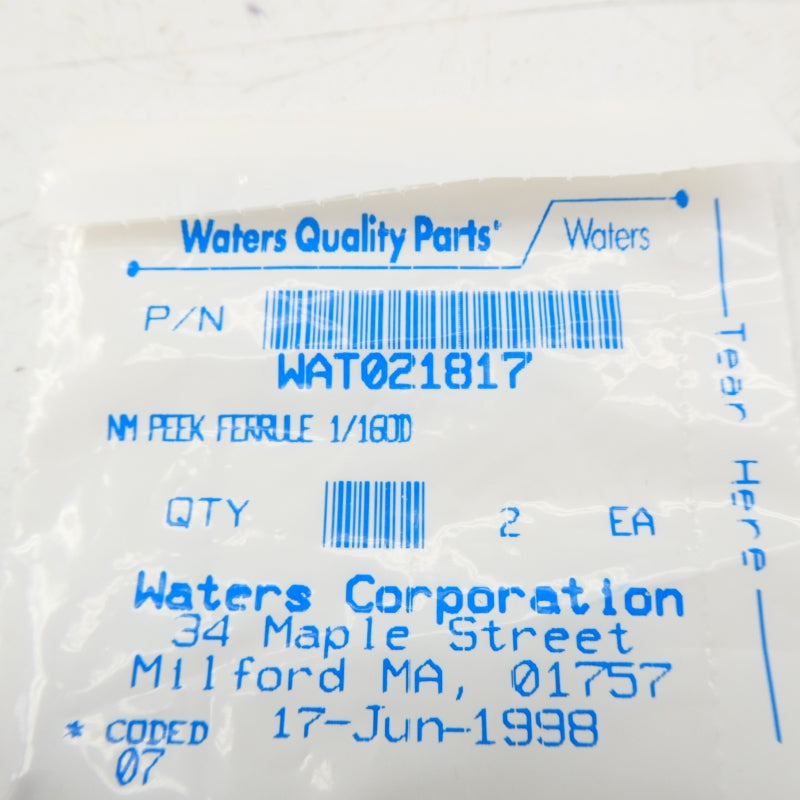 Waters Quality Parts Waters
P/N
WAT021817
NM PEEK FERRULE 1/16OD
QTY 2 EA
Waters Corporation
34 Maple Street
Milford MA, 01757
* CODED 17-Jun-1998
07
Tear Here